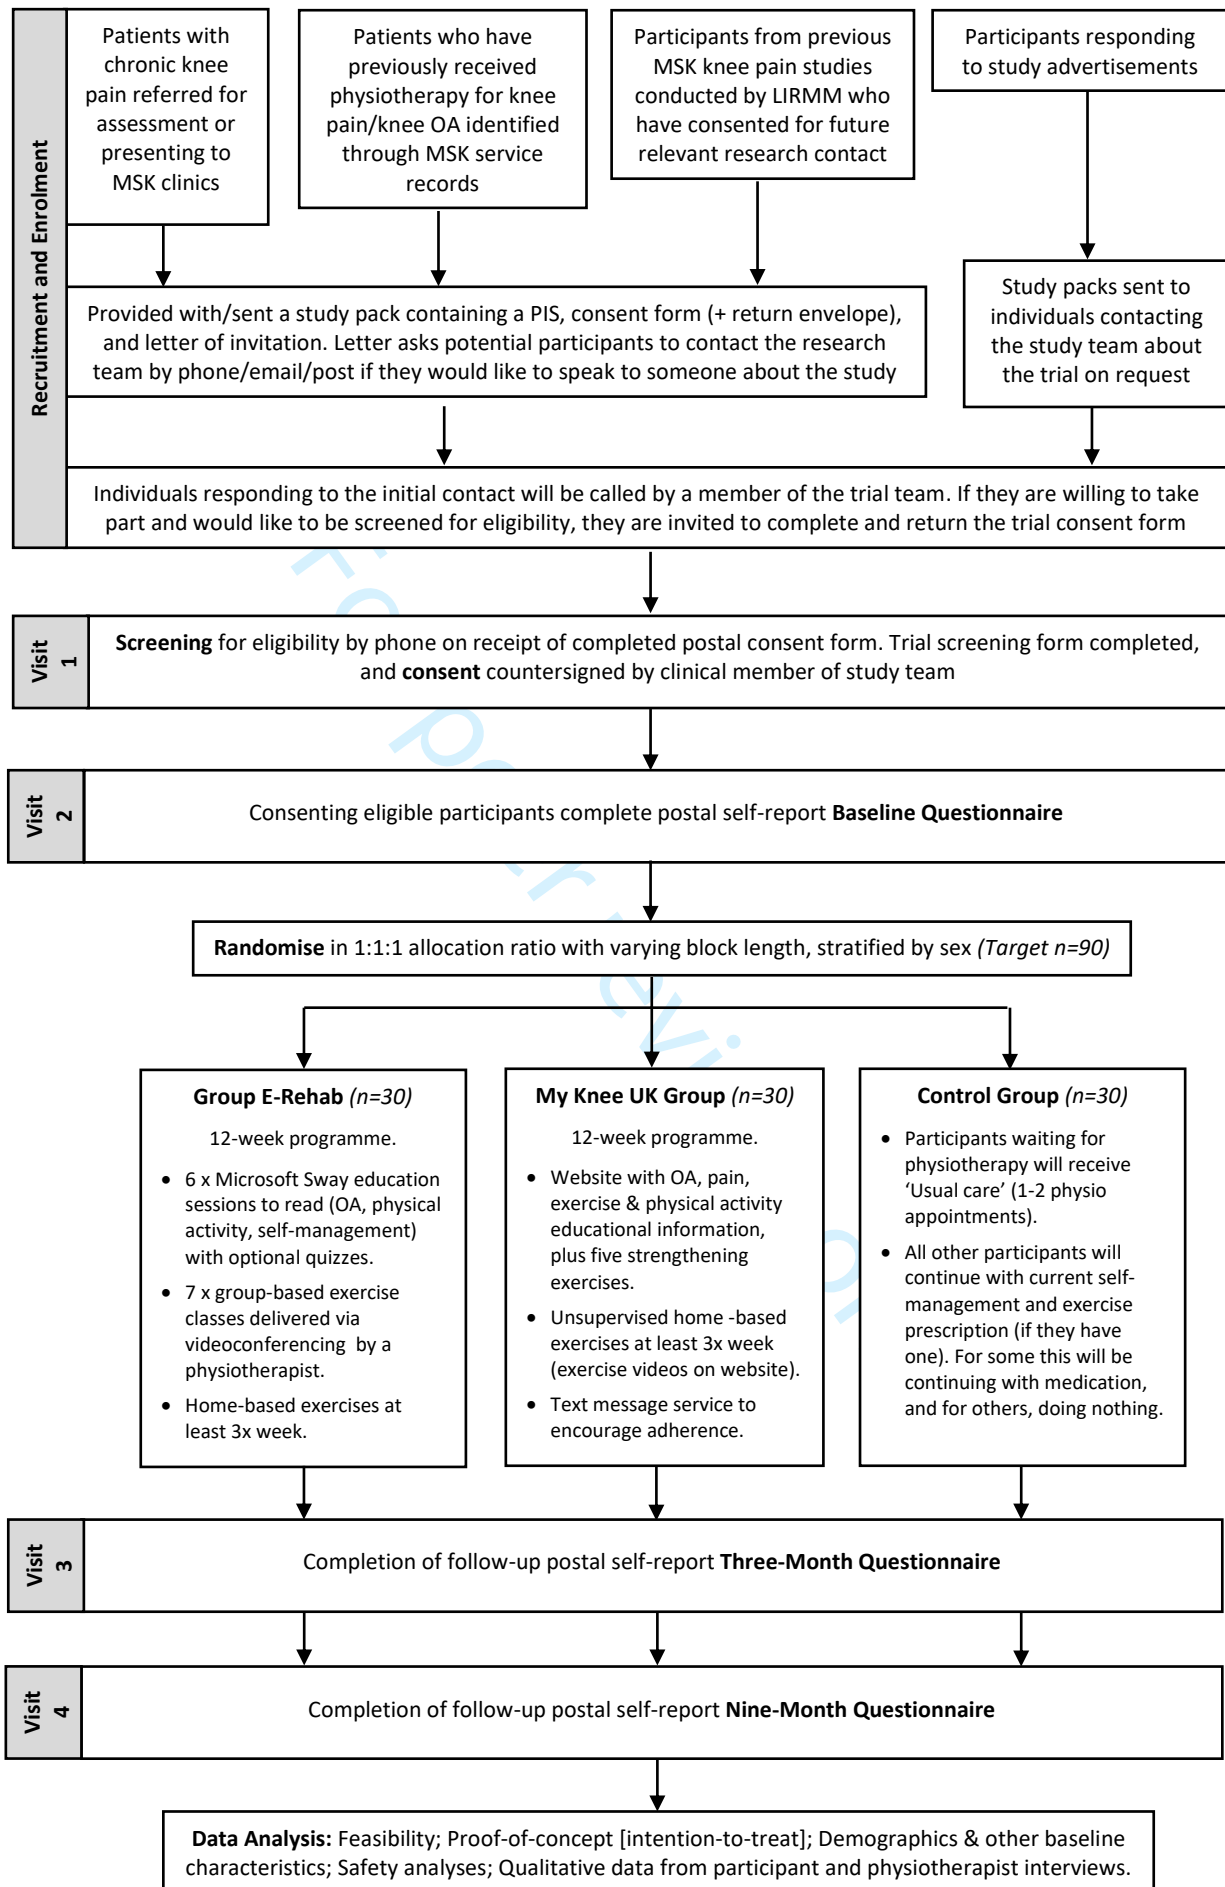 Recruitment and Enrolment
Patients with
chronic knee
pain referred for
assessment or
presenting to
MSK clinics
Patients who have
previously received
physiotherapy for knee
pain/knee OA identified
through MSK service
records
Participants from previous
MSK knee pain studies
conducted by LIRMM who
have consented for future
relevant research contact
Participants responding
to study advertisements
Provided with/sent a study pack containing a PIS, consent form (+ return envelope),
and letter of invitation. Letter asks potential participants to contact the research
team by phone/email/post if they would like to speak to someone about the study
Study packs sent to
individuals contacting
the study team about
the trial on request
Individuals responding to the initial contact will be called by a member of the trial team. If they are willing to take
part and would like to be screened for eligibility, they are invited to complete and return the trial consent form
Visit
1
Screening for eligibility by phone on receipt of completed postal consent form. Trial screening form completed,
and consent countersigned by clinical member of study team
Visit
2
Consenting eligible participants complete postal self-report Baseline Questionnaire
Randomise in 1:1:1 allocation ratio with varying block length, stratified by sex (Target n=90)
Group E-Rehab (n=30)
12-week programme.
• 6 x Microsoft Sway education
sessions to read (OA, physical
activity, self-management)
with optional quizzes.
• 7 x group-based exercise
classes delivered via
videoconferencing by a
physiotherapist.
• Home-based exercises at
least 3x week.
My Knee UK Group (n=30)
12-week programme.
• Website with OA, pain,
exercise & physical activity
educational information,
plus five strengthening
exercises.
• Unsupervised home -based
exercises at least 3x week
(exercise videos on website).
• Text message service to
encourage adherence.
Control Group (n=30)
• Participants waiting for
physiotherapy will receive
‘Usual care’ (1-2 physio
appointments).
• All other participants will
continue with current self-
management and exercise
prescription (if they have
one). For some this will be
continuing with medication,
and for others, doing nothing.
Visit
3
Completion of follow-up postal self-report Three-Month Questionnaire
Visit
4
Completion of follow-up postal self-report Nine-Month Questionnaire
Data Analysis: Feasibility; Proof-of-concept [intention-to-treat]; Demographics & other baseline
characteristics; Safety analyses; Qualitative data from participant and physiotherapist interviews.